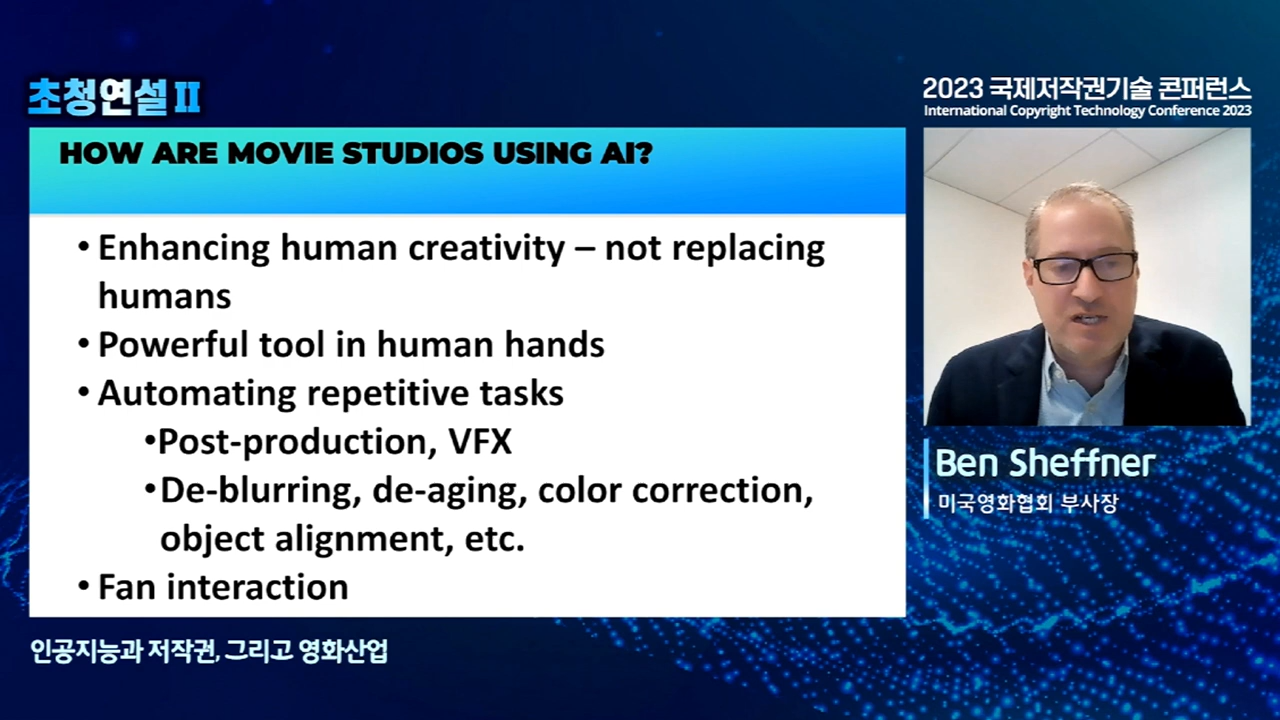 초청연설 II
2023 국제저작권기술 콘퍼런스
International Copyright Technology Conference 2023
HOW ARE MOVIE STUDIOS USING AI?
• Enhancing human creativity – not replacing
humans
• Powerful tool in human hands
• Automating repetitive tasks
•Post-production, VFX
•De-blurring, de-aging, color correction,
object alignment, etc.
• Fan interaction
Ben Sheffner
미국영화협회 부사장
인공지능과 저작권, 그리고 영화산업